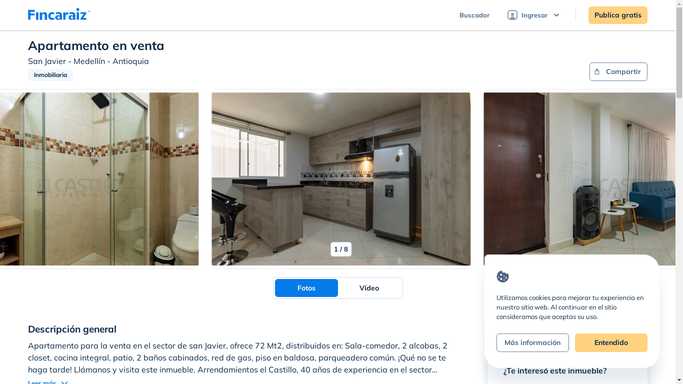 Fincaraiz
Buscador
Ingresar
Publica gratis
Apartamento en venta
San Javier - Medellín - Antioquia
Inmobiliaria
Compartir
1 / 8
Fotos
Video
Descripción general
Apartamento para la venta en el sector de san Javier, ofrece 72 Mt2, distribuidos en: Sala-comedor, 2 alcobas, 2
closet, cocina integral, patio, 2 baños cabinados, red de gas, piso en baldosa, parqueadero común. ¡Qué no se te
haga tarde! Llámanos y visita este inmueble. Arrendamientos el Castillo, 40 años de experiencia en el sector...
Leer más
Utilizamos cookies para mejorar tu experiencia en
nuestro sitio web. Al continuar en el sitio
consideramos que aceptas su uso.
Más información
Entendido
¿Te interesó este inmueble?